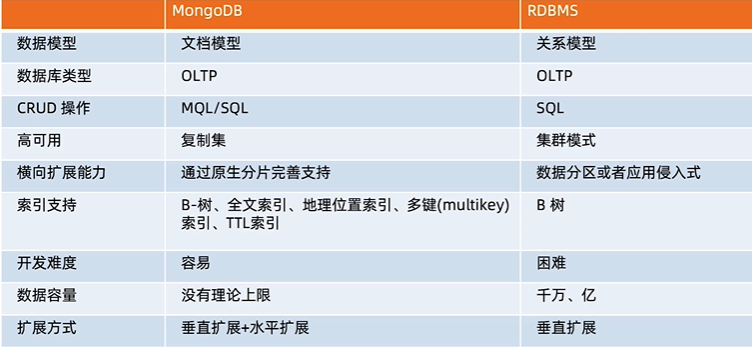 MongoDB RDBMS
数据模型 文档模型 关系模型
数据库类型 OLTP OLTP
CRUD 操作 MQL/SQL SQL
高可用 复制集 集群模式
横向扩展能力 通过原生分片完善支持 数据分区或者应用侵入式
索引支持 B-树、全文索引、地理位置索引、多键(multikey) B 树
索引、TTL索引
开发难度 容易 困难
数据容量 没有理论上限 千万、亿
扩展方式 垂直扩展+水平扩展 垂直扩展